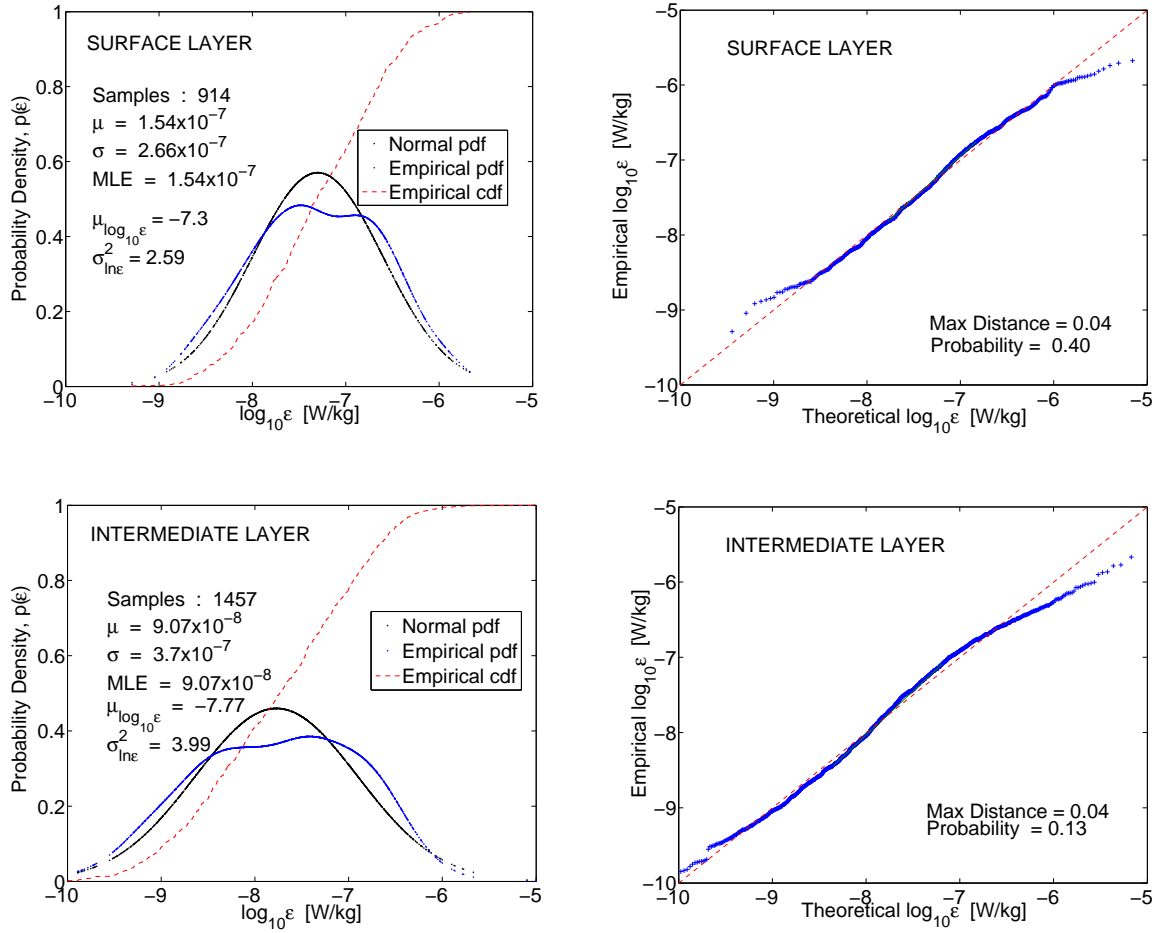 SURFACE LAYER
Samples : 914
μ = 1.54x10^-7
σ = 2.66x10^-7
MLE = 1.54x10^-7
μ_log₁₀ε = −7.3
σ²_lnε = 2.59
Normal pdf
Empirical pdf
Empirical cdf
Probability Density, p(ε)
1
0.8
0.6
0.4
0.2
0
−10 −9 −8 −7 −6 −5
log₁₀ε [W/kg]
SURFACE LAYER
Max Distance = 0.04
Probability = 0.40
Empirical log₁₀ε [W/kg]
−5
−6
−7
−8
−9
−10
−10 −9 −8 −7 −6 −5
Theoretical log₁₀ε [W/kg]
INTERMEDIATE LAYER
Samples : 1457
μ = 9.07x10^-8
σ = 3.7x10^-7
MLE = 9.07x10^-8
μ_log₁₀ε = −7.77
σ²_lnε = 3.99
Normal pdf
Empirical pdf
Empirical cdf
Probability Density, p(ε)
1
0.8
0.6
0.4
0.2
0
−10 −9 −8 −7 −6 −5
log₁₀ε [W/kg]
INTERMEDIATE LAYER
Max Distance = 0.04
Probability = 0.13
Empirical log₁₀ε [W/kg]
−5
−6
−7
−8
−9
−10
−10 −9 −8 −7 −6 −5
Theoretical log₁₀ε [W/kg]